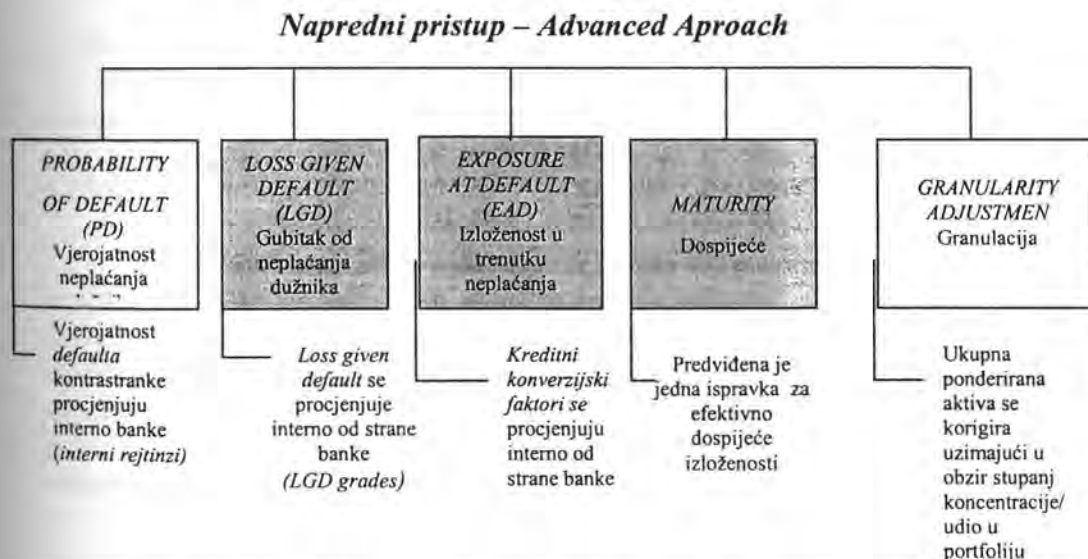 Napredni pristup – Advanced Aproach
PROBABILITY
OF DEFAULT
(PD)
Vjerojatnost
neplaćanja
LOSS GIVEN
DEFAULT
(LGD)
Gubitak od
neplaćanja
dužnika
EXPOSURE
AT DEFAULT
(EAD)
Izloženost u
trenutku
neplaćanja
MATURITY
Dospijeće
GRANULARITY
ADJUSTMEN
Granulacija
Vjerojatnost
defaulta
kontrastranke
procjenjuju
interno banke
(interni rejtinzi)
Loss given
default se
procjenjuje
interno od strane
banke
(LGD grades)
Kreditni
konverzijski
faktori se
procjenjuju
interno od
strane banke
Predviđena je
jedna ispravka za
efektivno
dospijeće
izloženosti
Ukupna
ponderirana
aktiva se
korigira
uzimajući u
obzir stupanj
koncentracije/
udio u
portfoliju